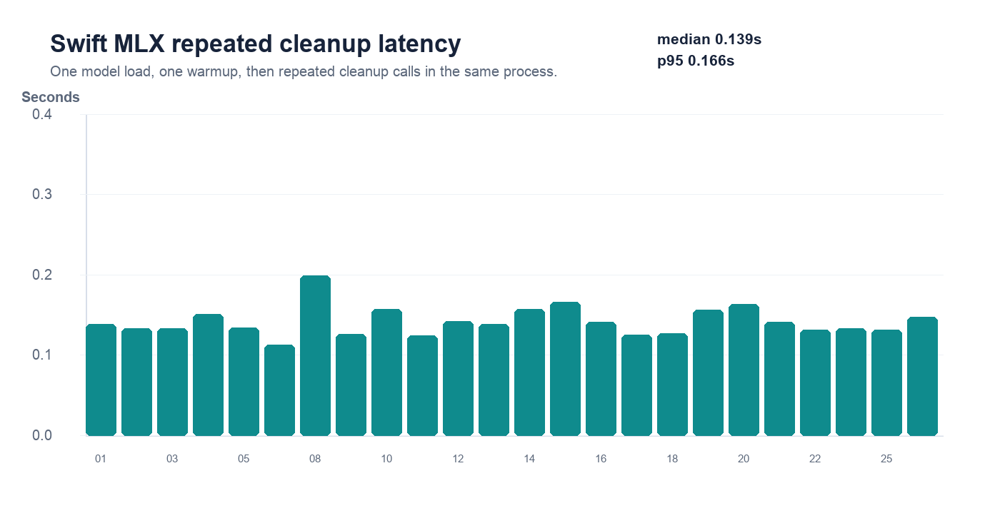 Swift MLX repeated cleanup latency
One model load, one warmup, then repeated cleanup calls in the same process.
median 0.139s
p95 0.166s
Seconds
0.4
0.3
0.2
0.1
0.0
01 03 05 08 10 12 14 16 18 20 22 25